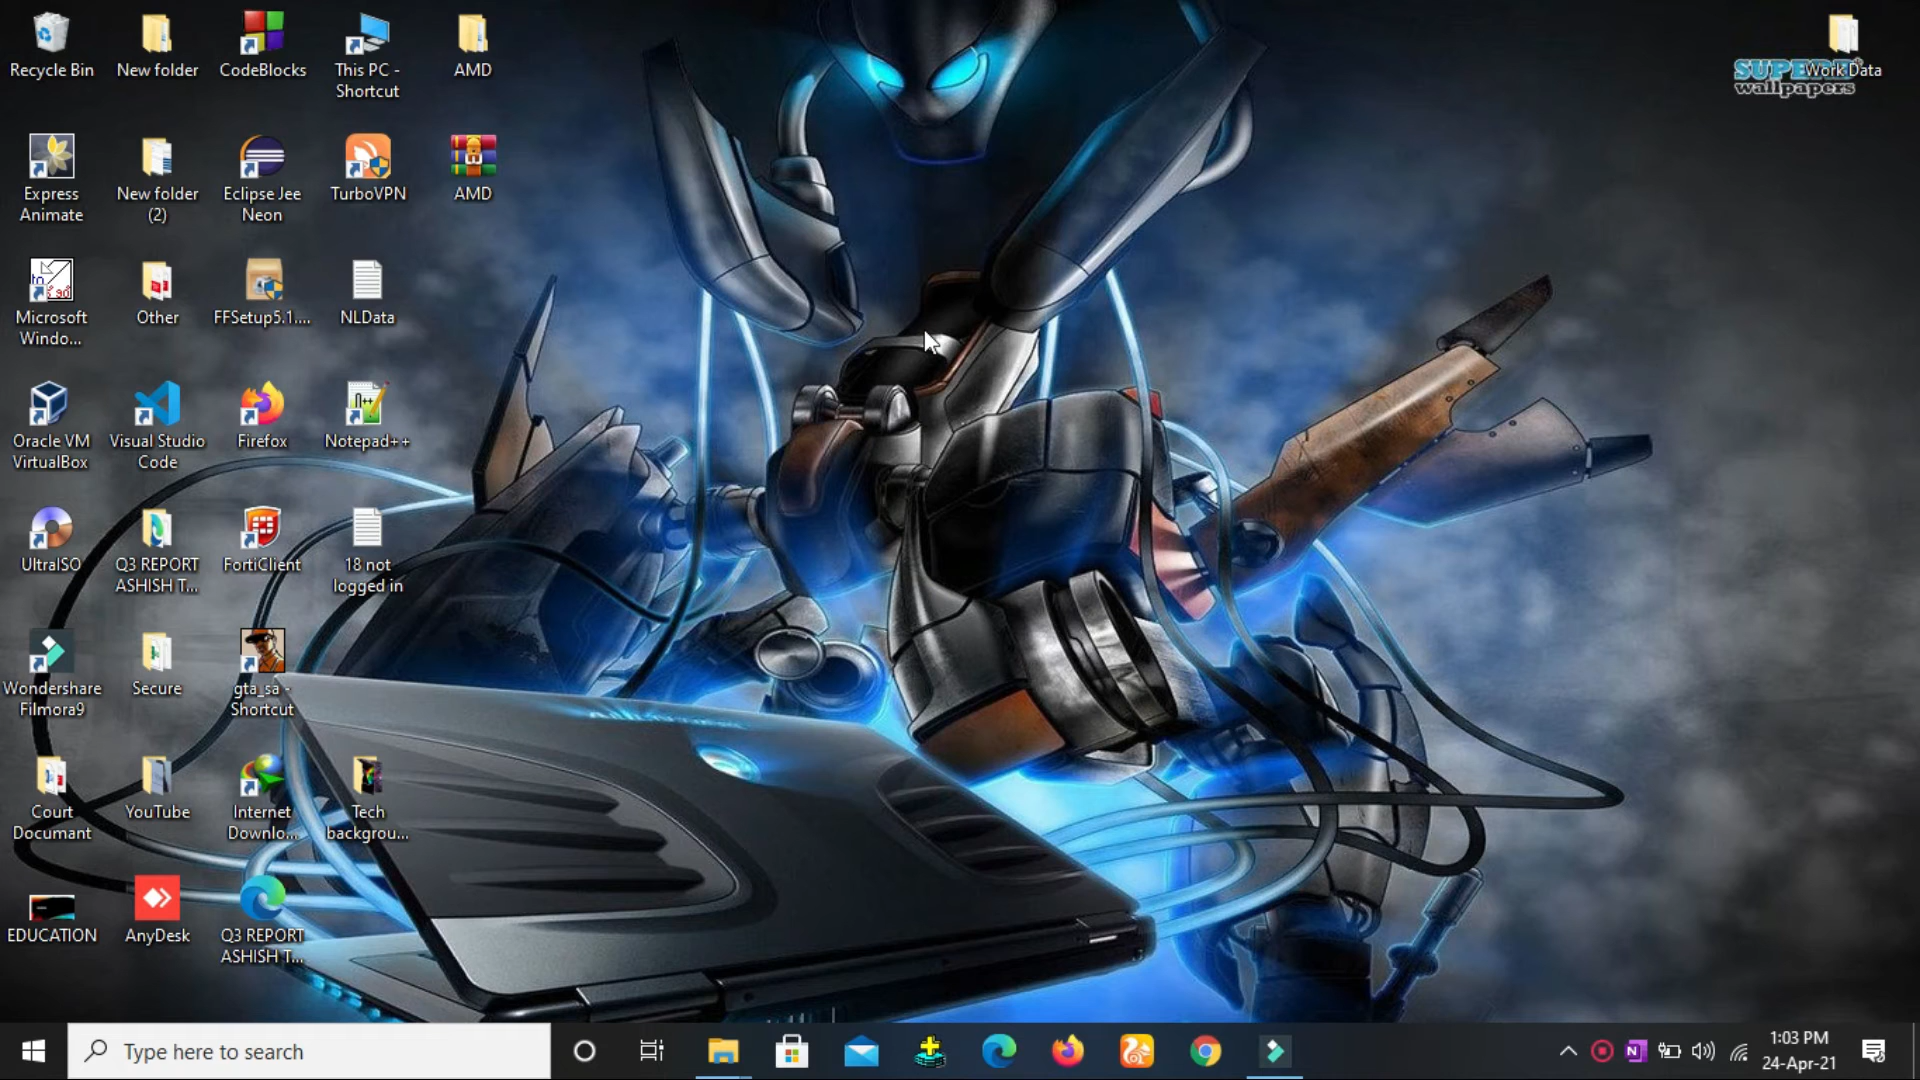 Recycle Bin
New folder
CodeBlocks
This PC -
Shortcut
AMD
SUPERB
wallpapers
Work Data
Express
Animate
New folder
(2)
Eclipse Jee
Neon
TurboVPN
AMD
Microsoft
Windo...
Other
FFSetup5.1....
NLData
Oracle VM
VirtualBox
Visual Studio
Code
Firefox
Notepad++
UltraISO
Q3 REPORT
ASHISH T...
FortiClient
18 not
logged in
Wondershare
Filmora9
Secure
gta_sa -
Shortcut
Court
Documant
YouTube
Internet
Downlo...
Tech
backgrou...
EDUCATION
AnyDesk
Q3 REPORT
ASHISH T...
Type here to search
1:03 PM
24-Apr-21